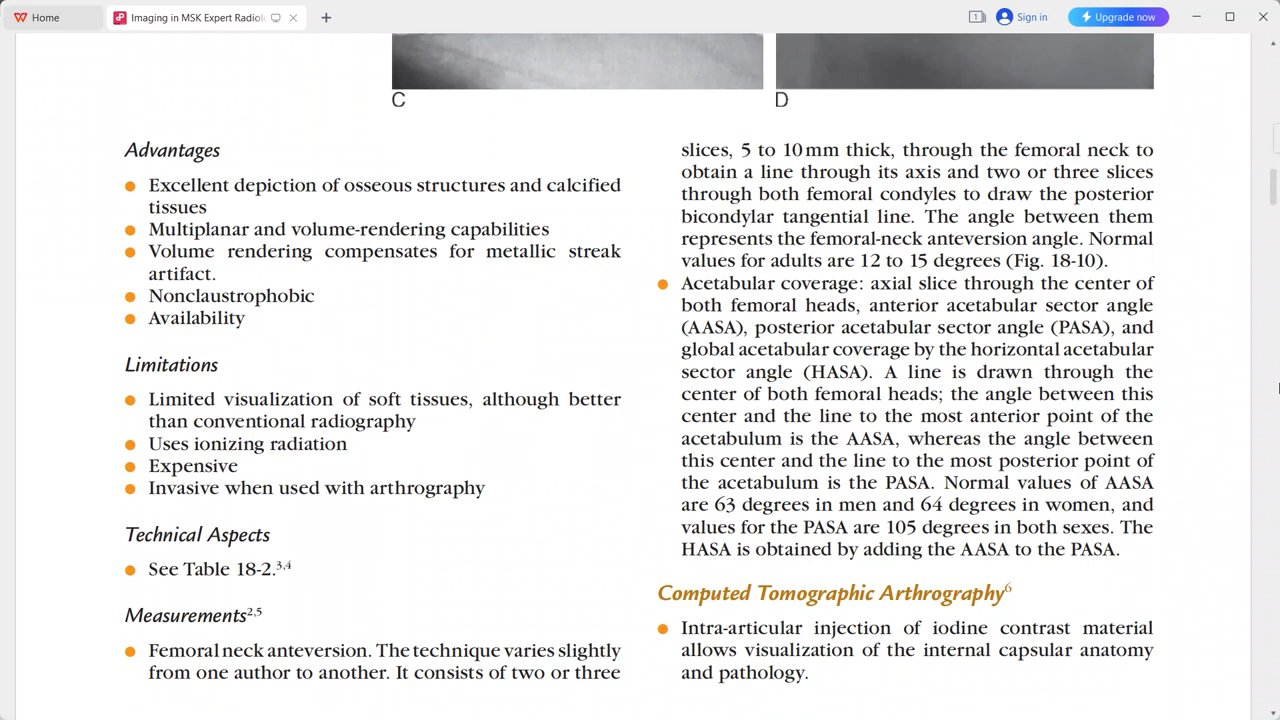 Home
Imaging in MSK Expert Radiol
1
Sign in
Upgrade now
C
D
Advantages
Excellent depiction of osseous structures and calcified
tissues
Multiplanar and volume-rendering capabilities
Volume rendering compensates for metallic streak
artifact.
Nonclaustrophobic
Availability
Limitations
Limited visualization of soft tissues, although better
than conventional radiography
Uses ionizing radiation
Expensive
Invasive when used with arthrography
Technical Aspects
See Table 18-2.3,4
Measurements2,5
Femoral neck anteversion. The technique varies slightly
from one author to another. It consists of two or three
slices, 5 to 10 mm thick, through the femoral neck to
obtain a line through its axis and two or three slices
through both femoral condyles to draw the posterior
bicondylar tangential line. The angle between them
represents the femoral-neck anteversion angle. Normal
values for adults are 12 to 15 degrees (Fig. 18-10).
Acetabular coverage: axial slice through the center of
both femoral heads, anterior acetabular sector angle
(AASA), posterior acetabular sector angle (PASA), and
global acetabular coverage by the horizontal acetabular
sector angle (HASA). A line is drawn through the
center of both femoral heads; the angle between this
center and the line to the most anterior point of the
acetabulum is the AASA, whereas the angle between
this center and the line to the most posterior point of
the acetabulum is the PASA. Normal values of AASA
are 63 degrees in men and 64 degrees in women, and
values for the PASA are 105 degrees in both sexes. The
HASA is obtained by adding the AASA to the PASA.
Computed Tomographic Arthrography6
Intra-articular injection of iodine contrast material
allows visualization of the internal capsular anatomy
and pathology.